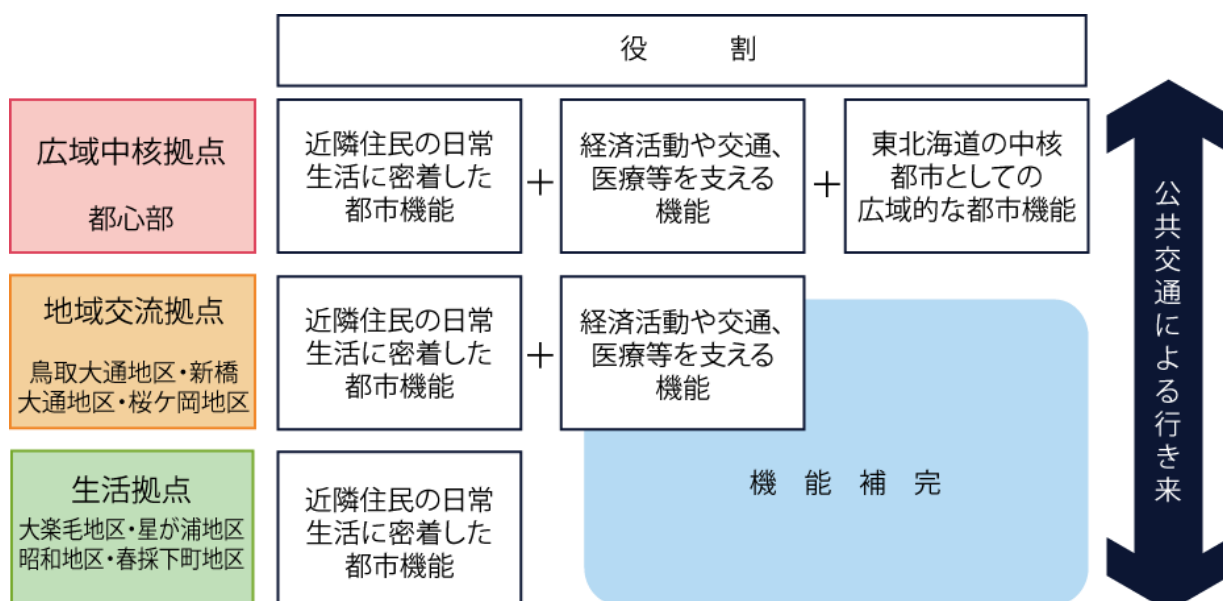 役割
広域中核拠点
都心部
近隣住民の日常
生活に密着した
都市機能
+
経済活動や交通、
医療等を支える
機能
+
東北海道の中核
都市としての
広域的な都市機能
地域交流拠点
鳥取大通地区・新橋
大通地区・桜ケ岡地区
近隣住民の日常
生活に密着した
都市機能
+
経済活動や交通、
医療等を支える
機能
生活拠点
大楽毛地区・星が浦地区
昭和地区・春採下町地区
近隣住民の日常
生活に密着した
都市機能
機能補完
公共交通による行き来